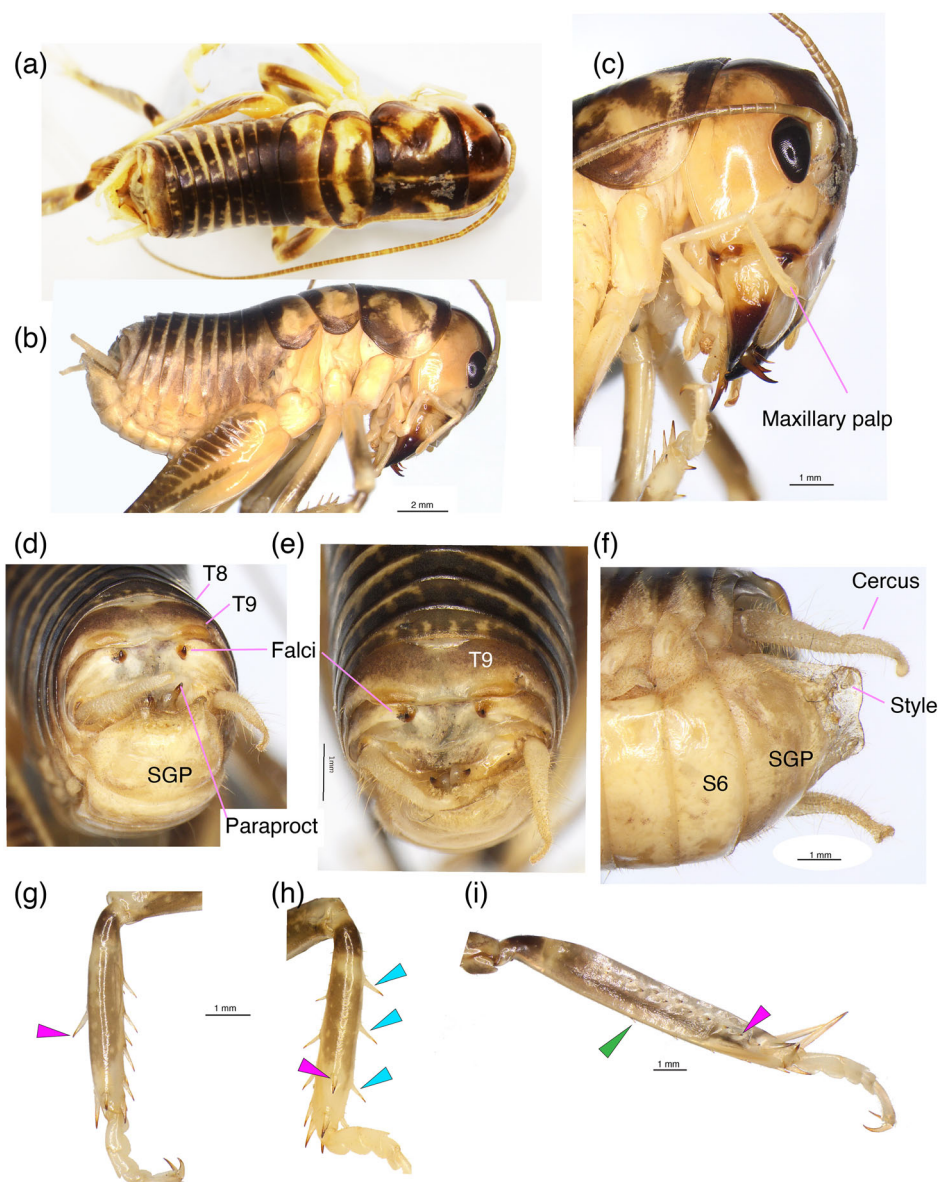 (a)
(b)
2 mm
(c)
Maxillary palp
1 mm
(d)
T8
T9
Falci
SGP
Paraproct
(e)
T9
1mm
(f)
Cercus
Style
S6
SGP
1 mm
(g)
1 mm
(h)
(i)
1 mm